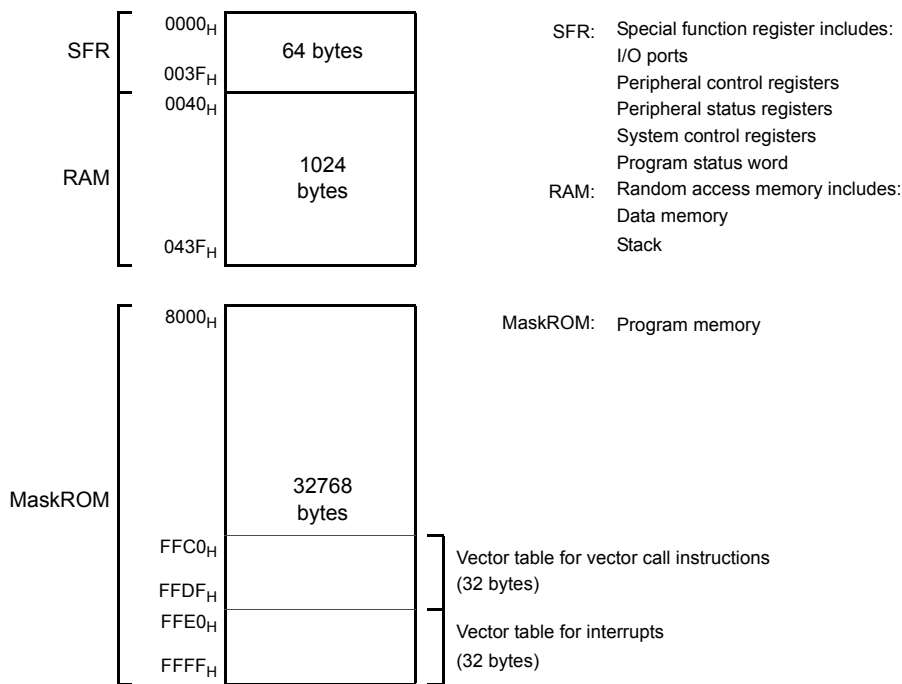 SFR
0000H
003FH
64 bytes
RAM
0040H
043FH
1024
bytes
SFR: Special function register includes:
I/O ports
Peripheral control registers
Peripheral status registers
System control registers
Program status word
RAM: Random access memory includes:
Data memory
Stack
MaskROM
8000H
32768
bytes
FFC0H
FFDFH
FFE0H
FFFFH
MaskROM: Program memory
Vector table for vector call instructions
(32 bytes)
Vector table for interrupts
(32 bytes)